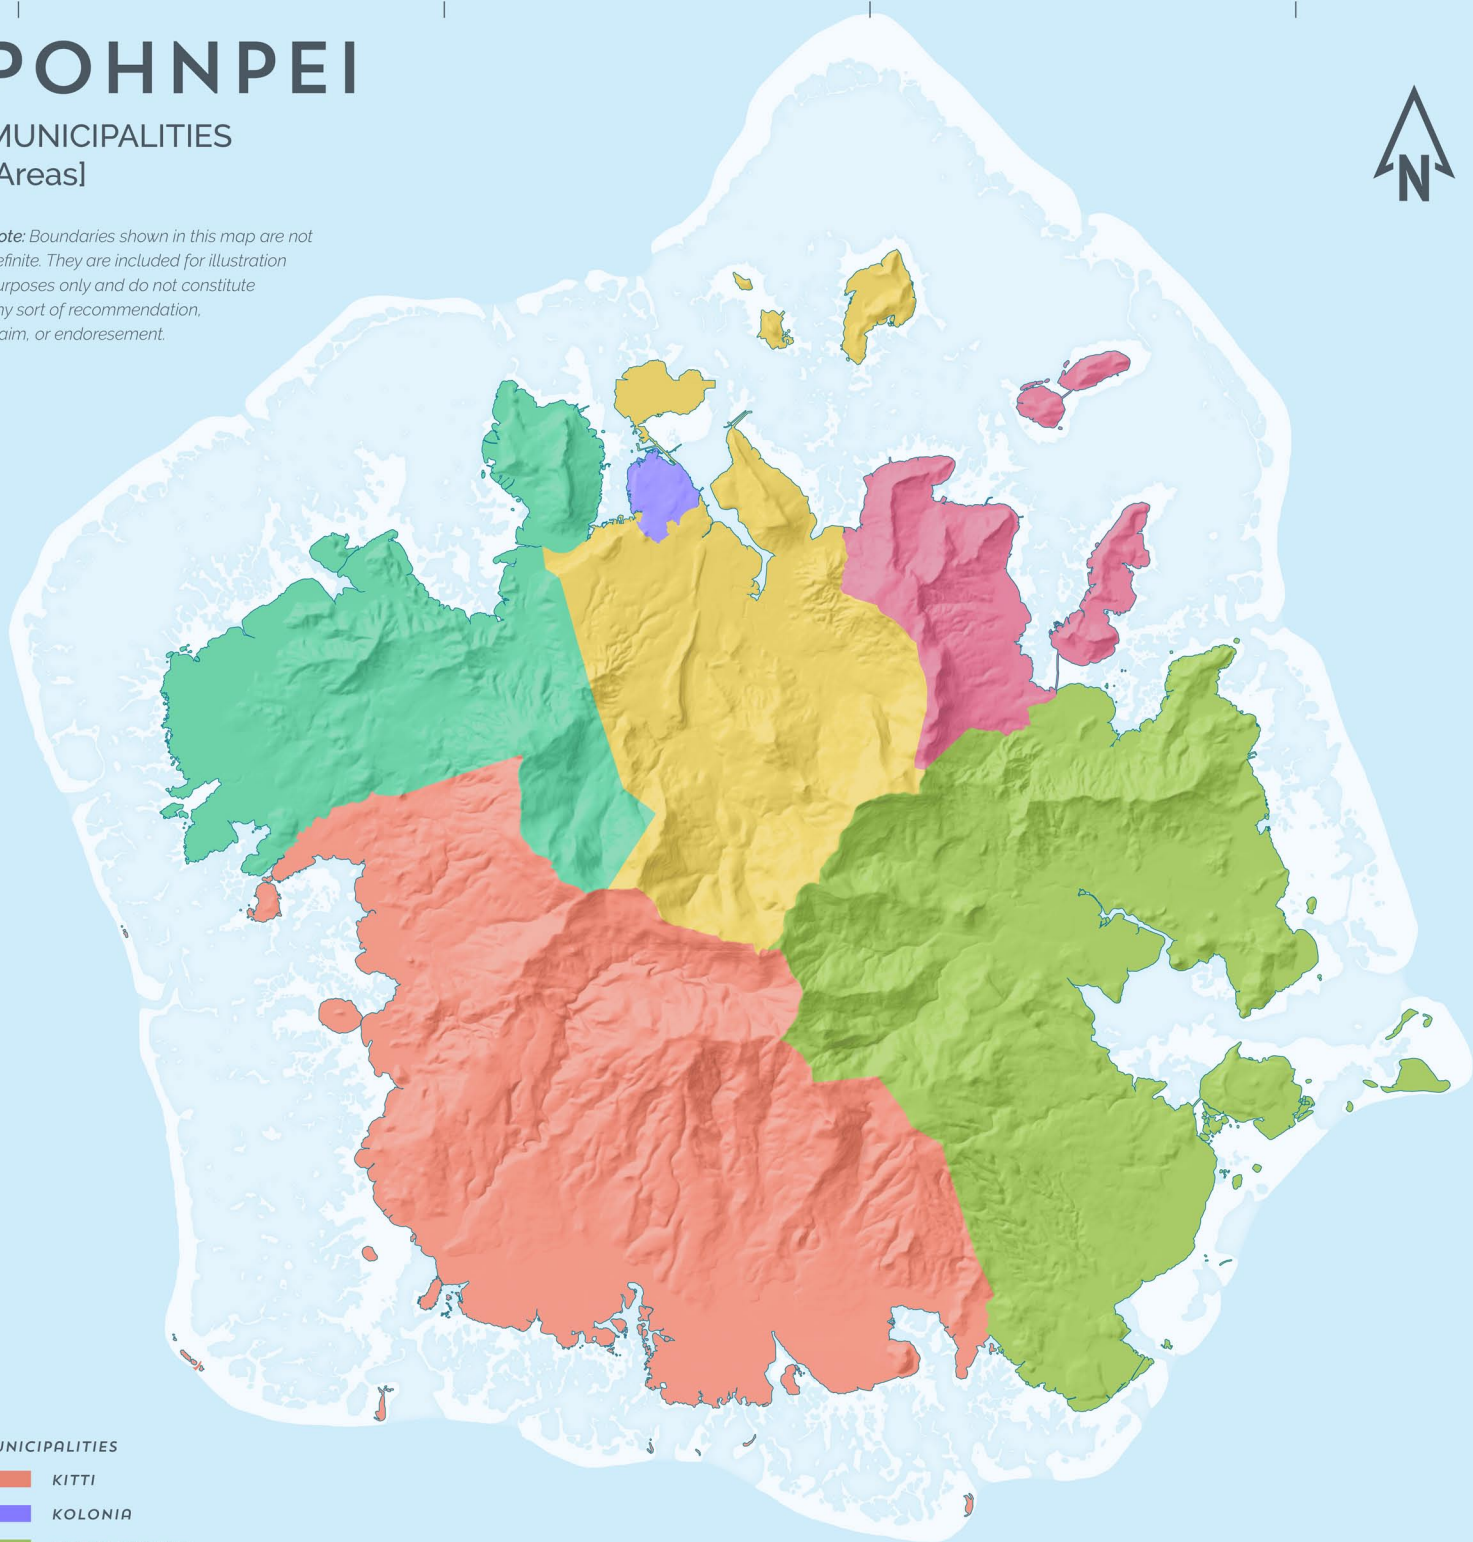 POHNPEI
MUNICIPALITIES
Areas]
ote: Boundaries shown in this map are not
efinite. They are included for illustration
urposes only and do not constitute
ny sort of recommendation,
aim, or endoresement.
N
UNICIPALITIES
KITTI
KOLONIA